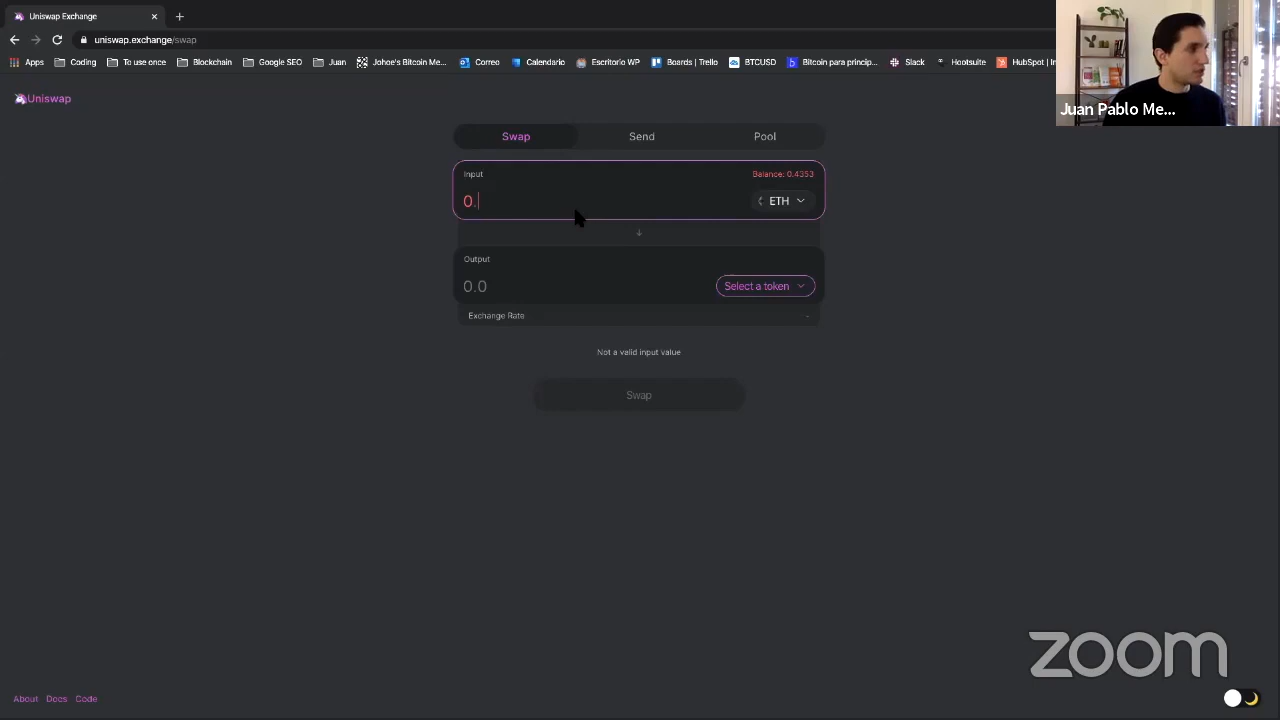 Uniswap Exchange
uniswap.exchange/swap
Apps Coding To use once Blockchain Google SEO Juan Johoe's Bitcoin Me... Correo Calendario Escritorio WP Boards | Trello BTCUSD Bitcoin para princip... Slack Hootsuite HubSpot | In
Juan Pablo Me...
Uniswap
Swap Send Pool
Input Balance: 0.4353
0. ETH
Output
0.0 Select a token
Exchange Rate -
Not a valid input value
Swap
zoom
About Docs Code